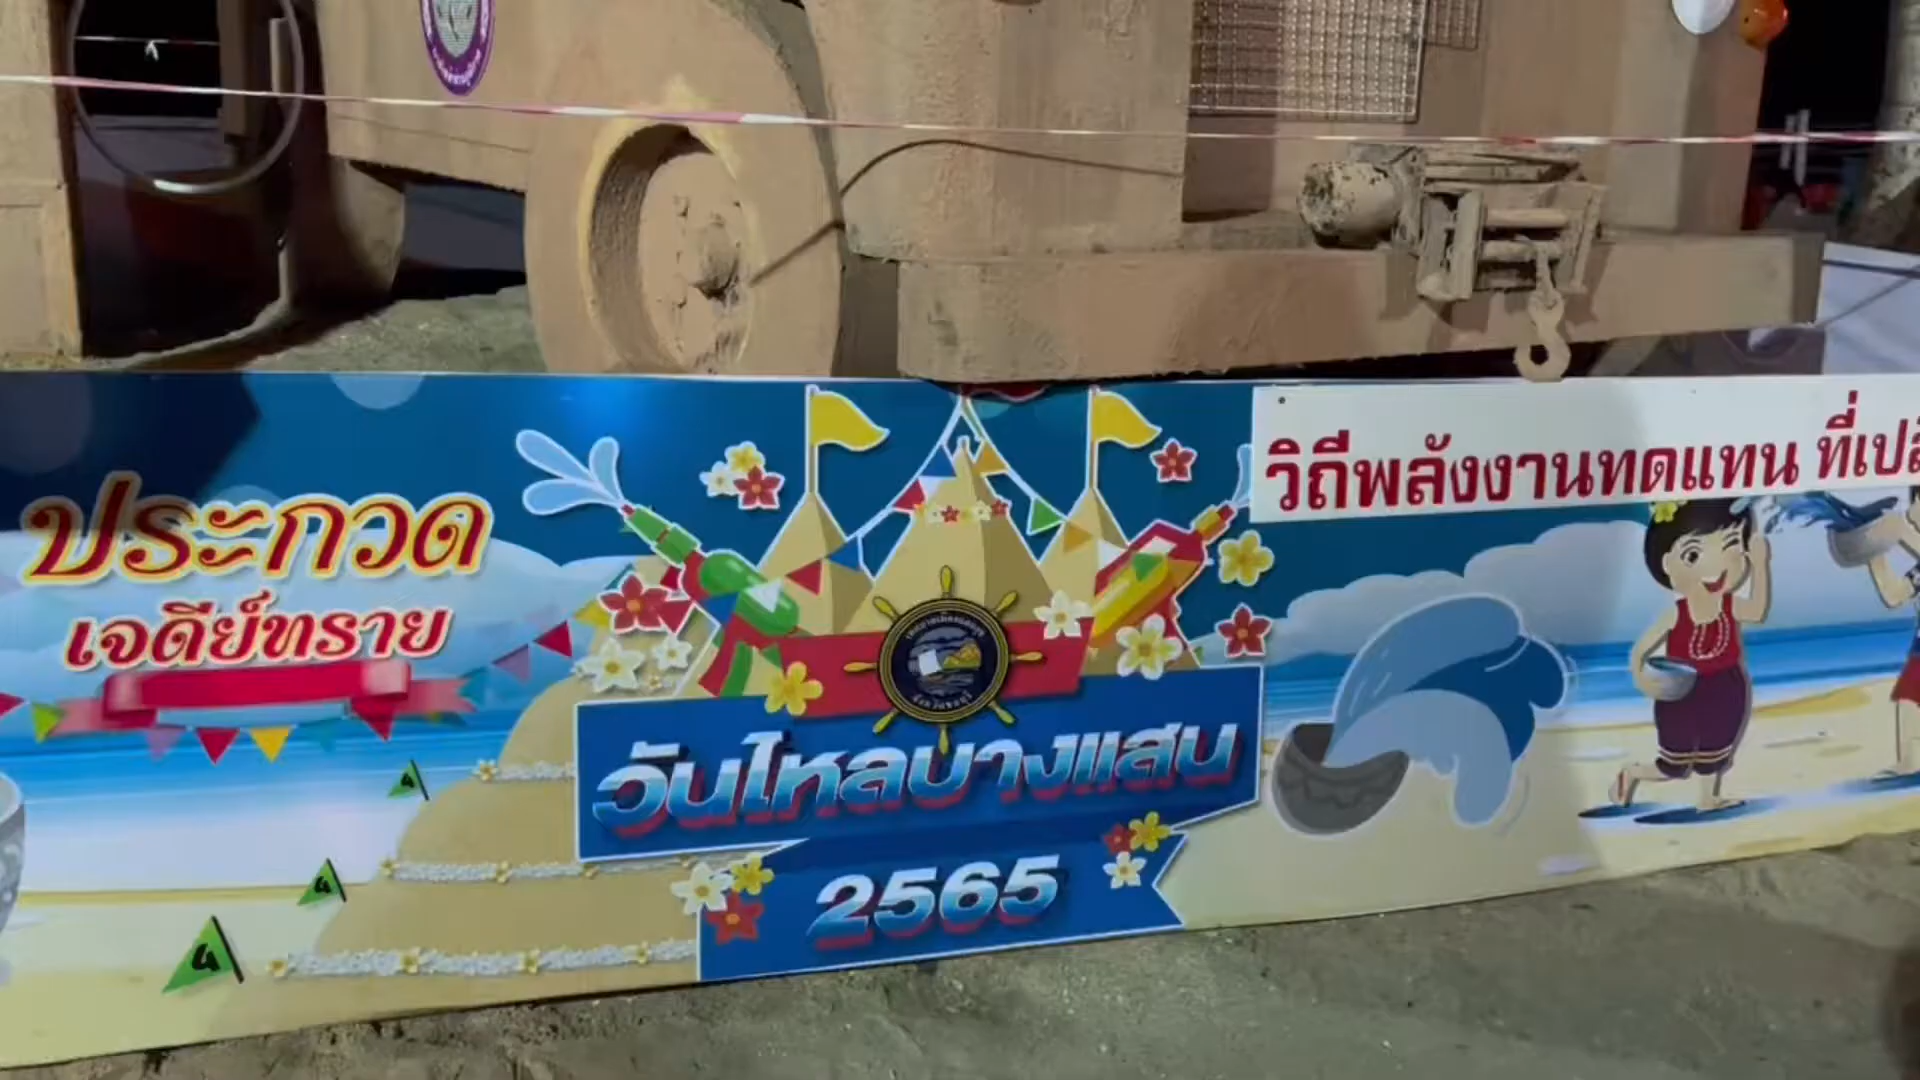 ประกวด
เจดีย์ทราย
วันไหลบางแสน
2565
วิถีพลังงานทดแทน ที่เปลี